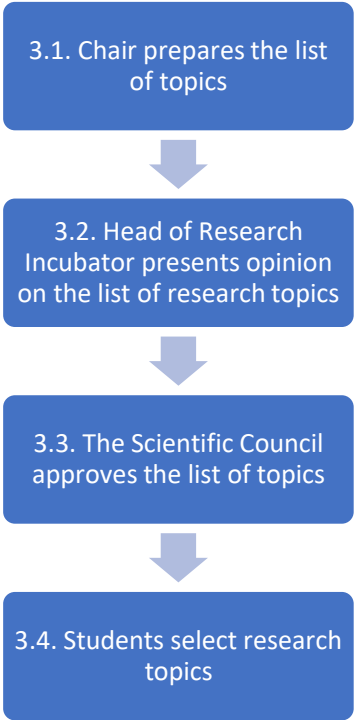 3.1. Chair prepares the list
of topics
3.2. Head of Research
Incubator presents opinion
on the list of research topics
3.3. The Scientific Council
approves the list of topics
3.4. Students select research
topics